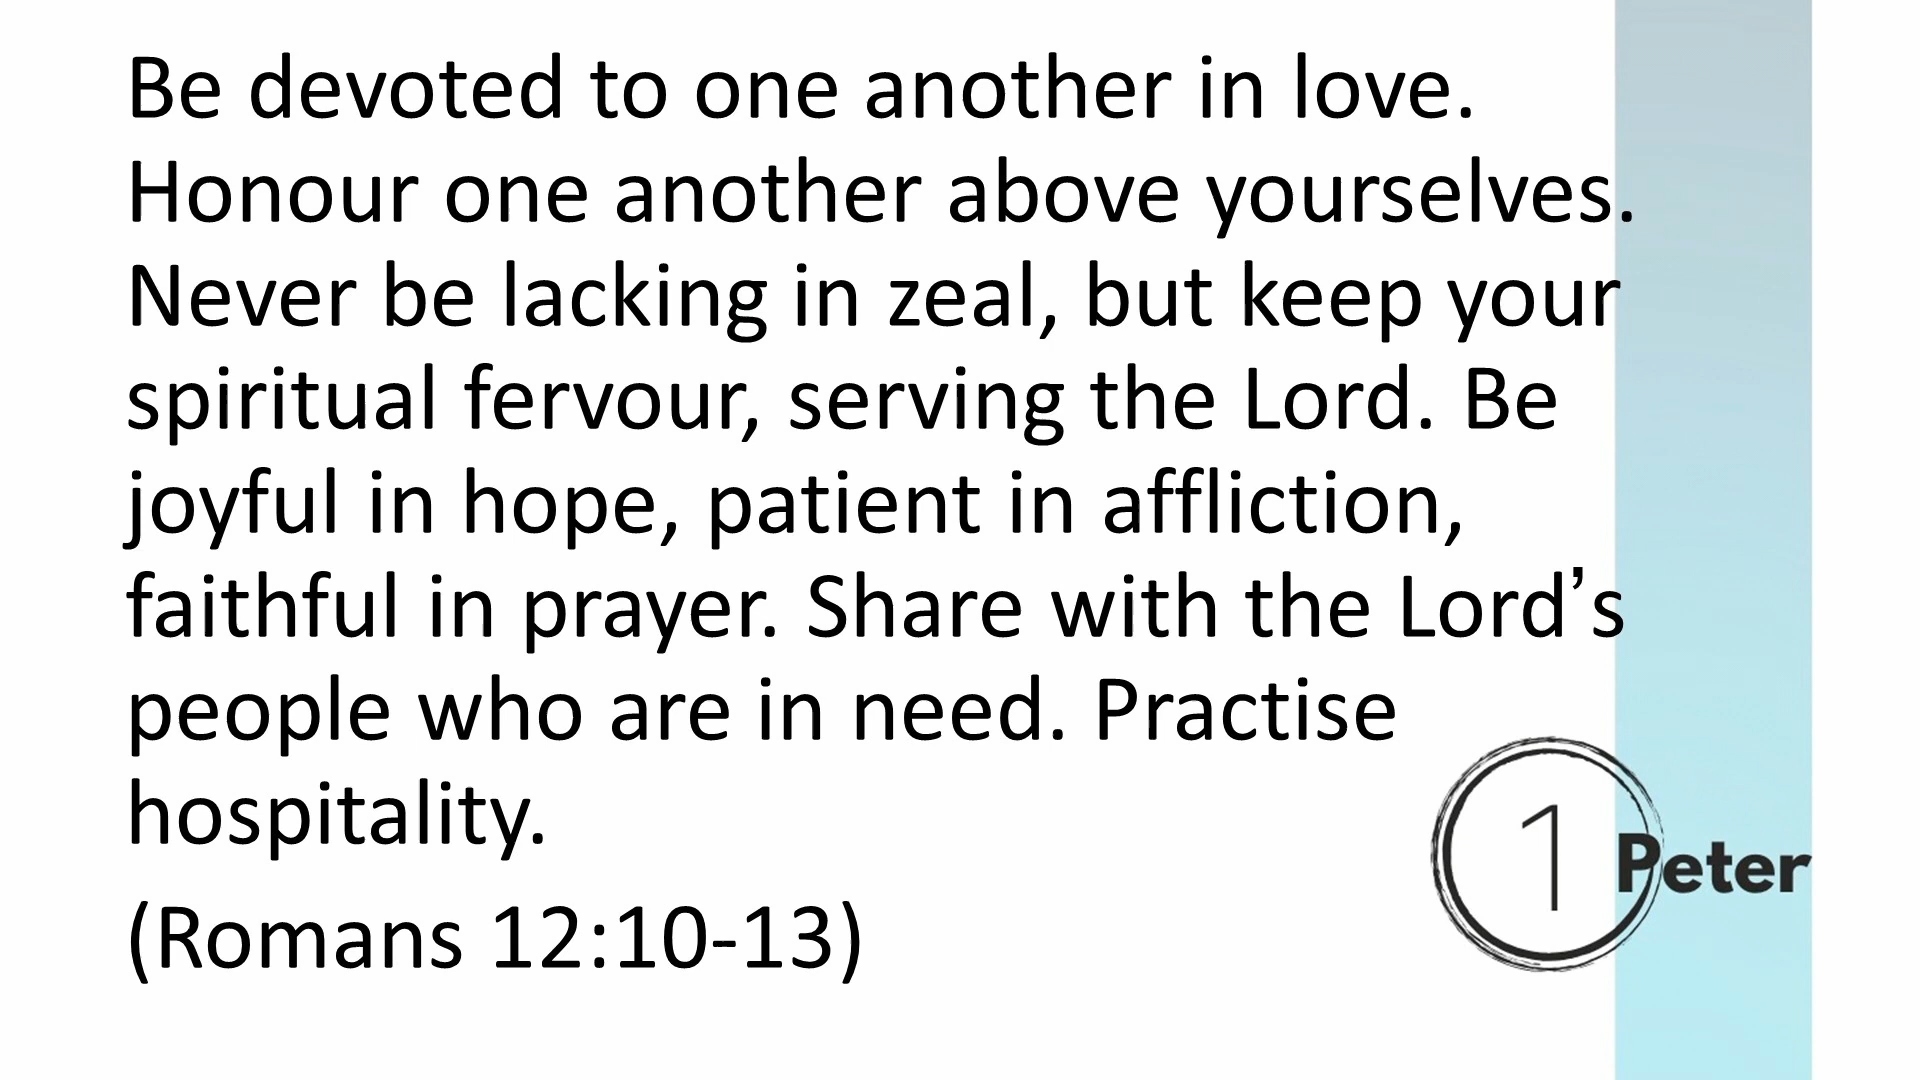 Be devoted to one another in love.
Honour one another above yourselves.
Never be lacking in zeal, but keep your
spiritual fervour, serving the Lord. Be
joyful in hope, patient in affliction,
faithful in prayer. Share with the Lord’s
people who are in need. Practise
hospitality.
(Romans 12:10-13)
1 Peter